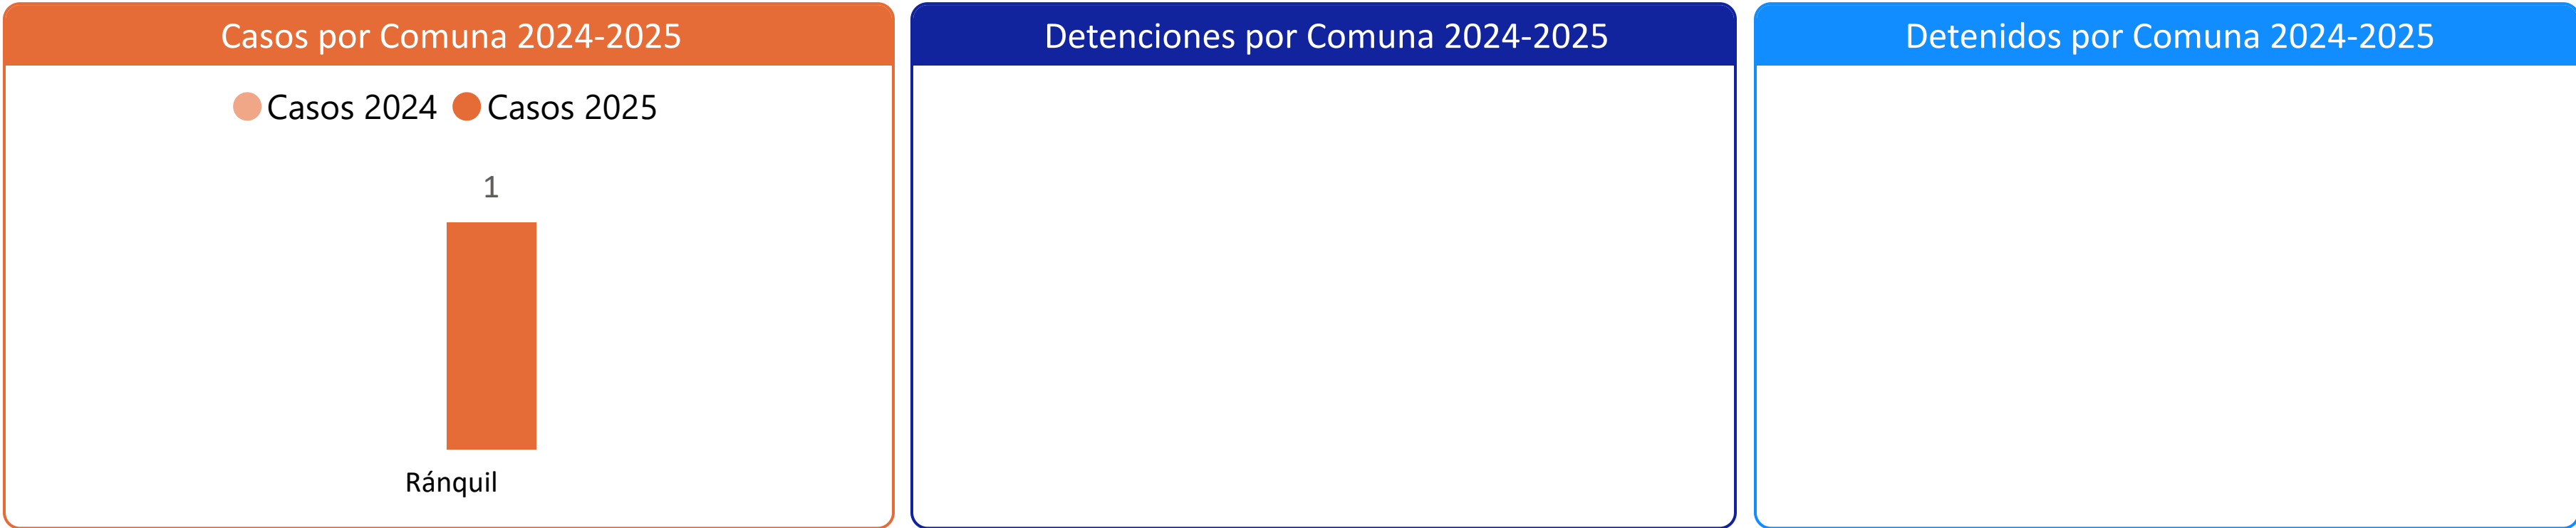 Casos por Comuna 2024-2025
Casos 2024 Casos 2025
1
Ránquil
Detenciones por Comuna 2024-2025
Detenidos por Comuna 2024-2025